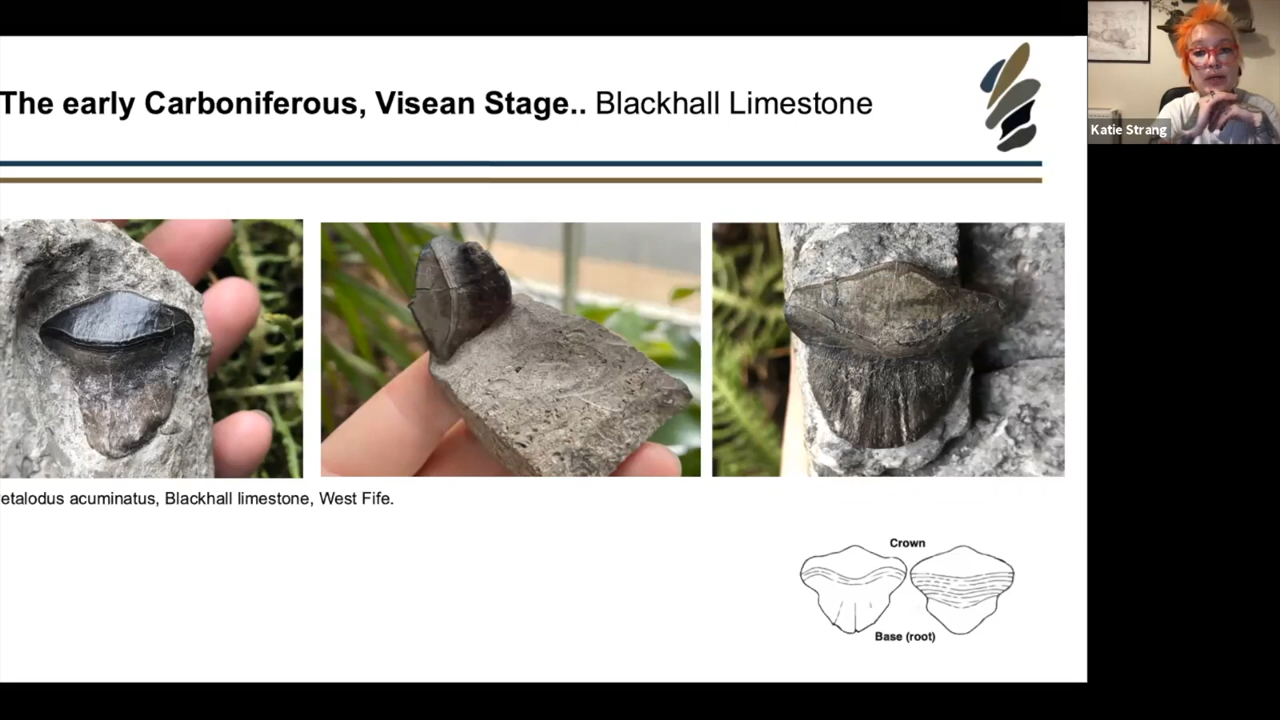 The early Carboniferous, Visean Stage.. Blackhall Limestone
Katie Strang
etalodus acuminatus, Blackhall limestone, West Fife.
Crown
Base (root)